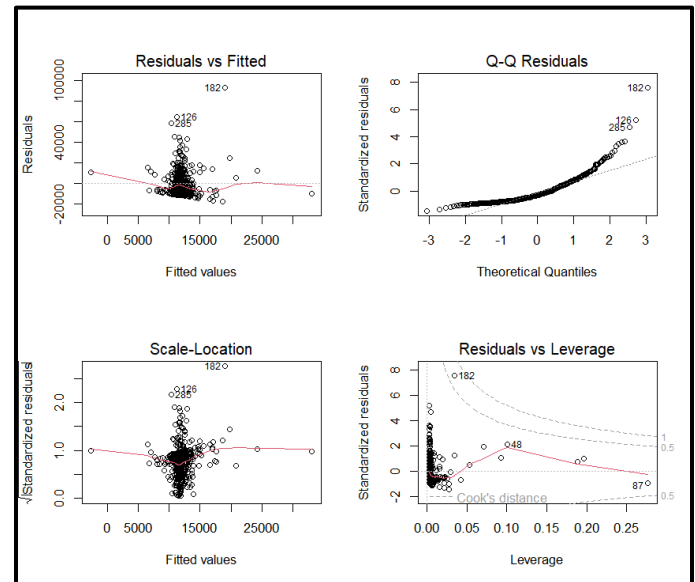 Residuals vs Fitted
Residuals
-20000
40000
100000
182
126
285
0 5000 15000 25000
Fitted values
Q-Q Residuals
Standardized residuals
0 2 4 6 8
182
126
285
-3 -2 -1 0 1 2 3
Theoretical Quantiles
Scale-Location
√|Standardized residuals|
0.0 1.0 2.0
182
126
285
0 5000 15000 25000
Fitted values
Residuals vs Leverage
Standardized residuals
-2 0 2 4 6 8
182
48
87
1
0.5
0.5
Cook's distance
0.00 0.05 0.10 0.15 0.20 0.25
Leverage